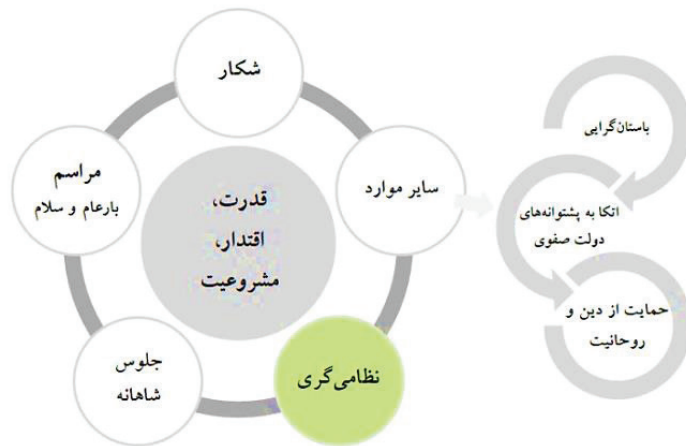 شکار
مراسم
بارعام و سلام
قدرت،
اقتدار،
مشروعیت
سایر موارد
جلوس
شاهانه
نظامی‌گری
باستان‌گرایی
اتکا به پشتوانه‌های
دولت صفوی
حمایت از دین و
روحانیت